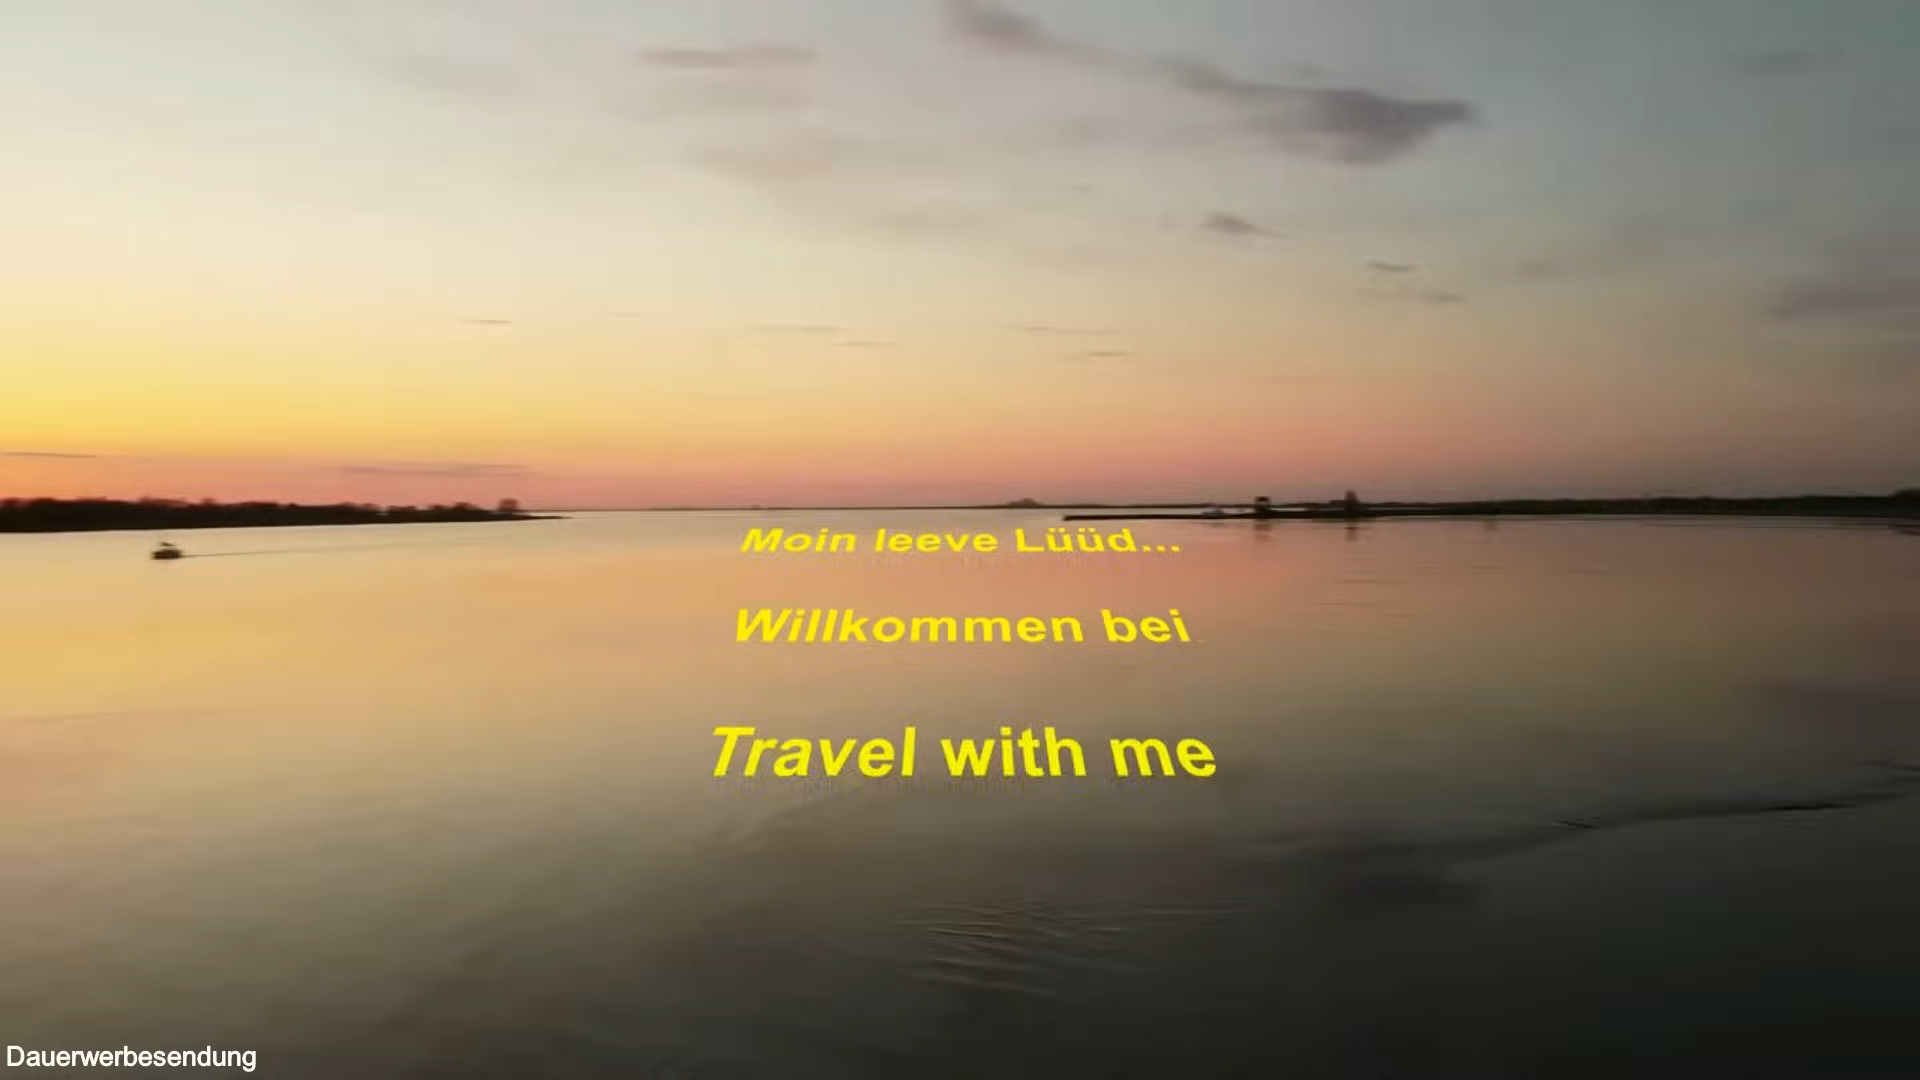 Moin leeve Lüüd...
Willkommen bei
Travel with me
Dauerwerbesendung